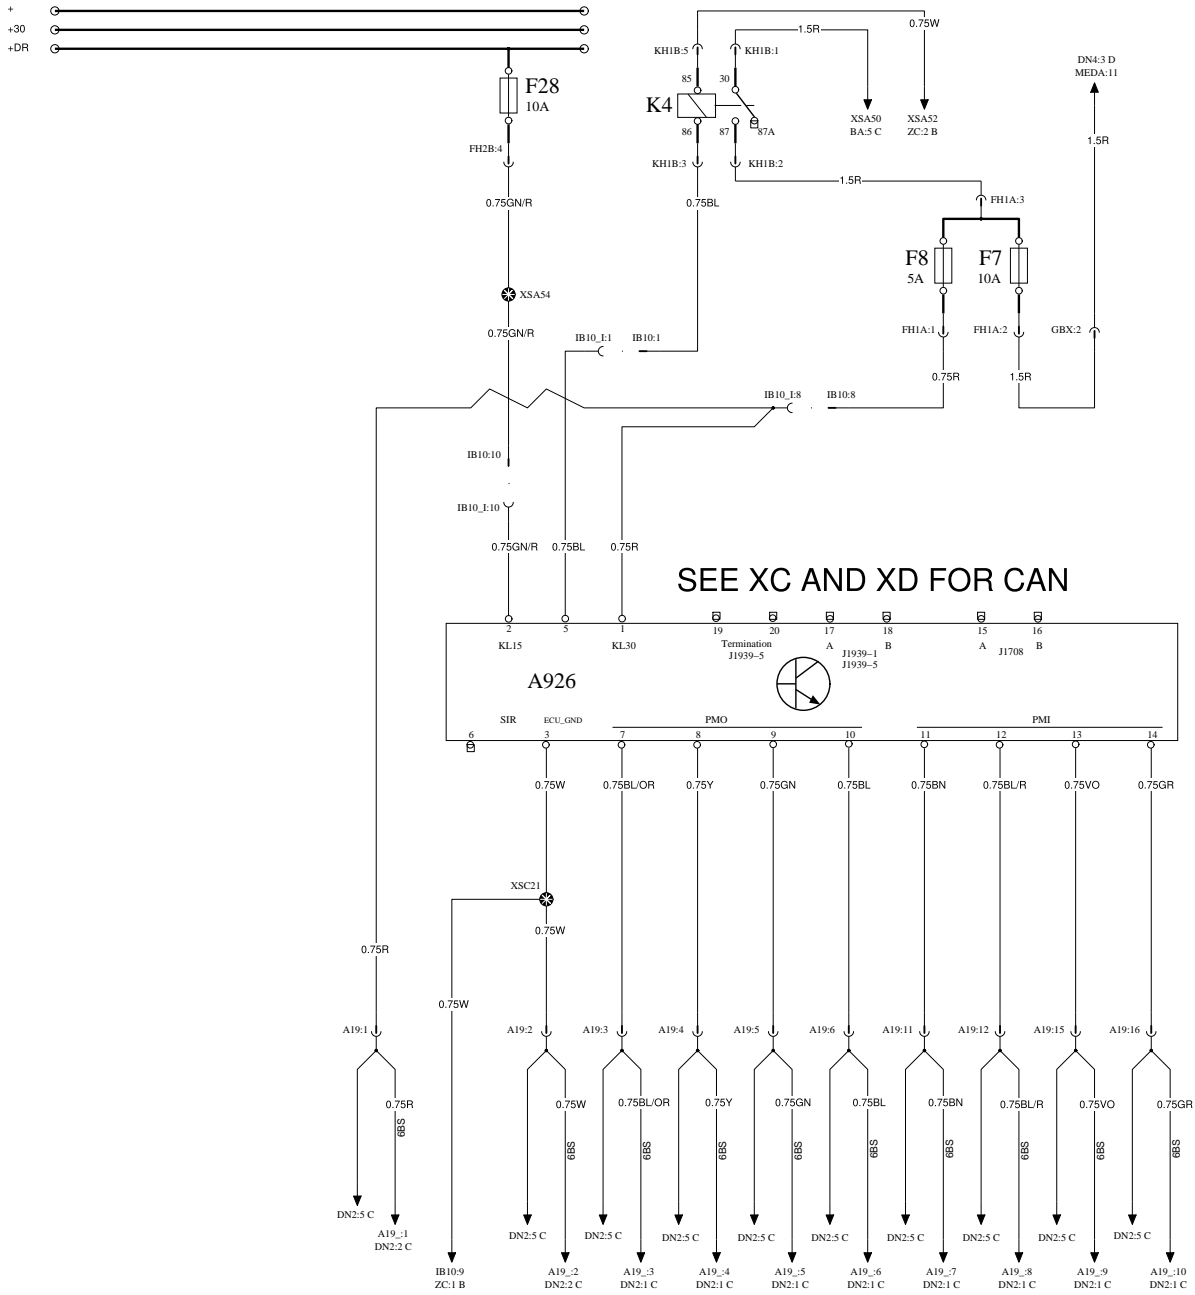 +
+30
+DR
F28
10A
FH2B:4
0.75GN/R
XSA54
0.75GN/R
KH1B:5
KH1B:1
1.5R
0.75W
85
30
K4
86
87
87A
KH1B:3
KH1B:2
XSA50
BA:5 C
XSA52
ZC:2 B
DN4:3 D
MEDA:11
1.5R
1.5R
0.75BL
FH1A:3
F8
5A
F7
10A
FH1A:1
FH1A:2
GBX:2
0.75R
1.5R
IB10_I:1
IB10:1
IB10_I:8
IB10:8
IB10:10
IB10_I:10
0.75GN/R
0.75BL
0.75R
SEE XC AND XD FOR CAN
2
5
1
19
20
17
18
15
16
KL15
KL30
Termination
J1939–5
A
J1939–1
J1939–5
B
A
J1708
B
A926
SIR
ECU_GND
PMO
PMI
6
3
7
8
9
10
11
12
13
14
0.75W
0.75BL/OR
0.75Y
0.75GN
0.75BL
0.75BN
0.75BL/R
0.75VO
0.75GR
XSC21
0.75W
0.75R
0.75W
A19:1
A19:2
A19:3
A19:4
A19:5
A19:6
A19:11
A19:12
A19:15
A19:16
0.75R
0.75W
0.75BL/OR
0.75Y
0.75GN
0.75BL
0.75BN
0.75BL/R
0.75VO
0.75GR
6BS
6BS
6BS
6BS
6BS
6BS
6BS
6BS
6BS
6BS
DN2:5 C
A19_:1
DN2:2 C
DN2:5 C
DN2:5 C
DN2:5 C
DN2:5 C
DN2:5 C
DN2:5 C
DN2:5 C
DN2:5 C
DN2:5 C
IB10:9
ZC:1 B
A19_:2
DN2:2 C
A19_:3
DN2:1 C
A19_:4
DN2:1 C
A19_:5
DN2:1 C
A19_:6
DN2:1 C
A19_:7
DN2:1 C
A19_:8
DN2:1 C
A19_:9
DN2:1 C
A19_:10
DN2:1 C